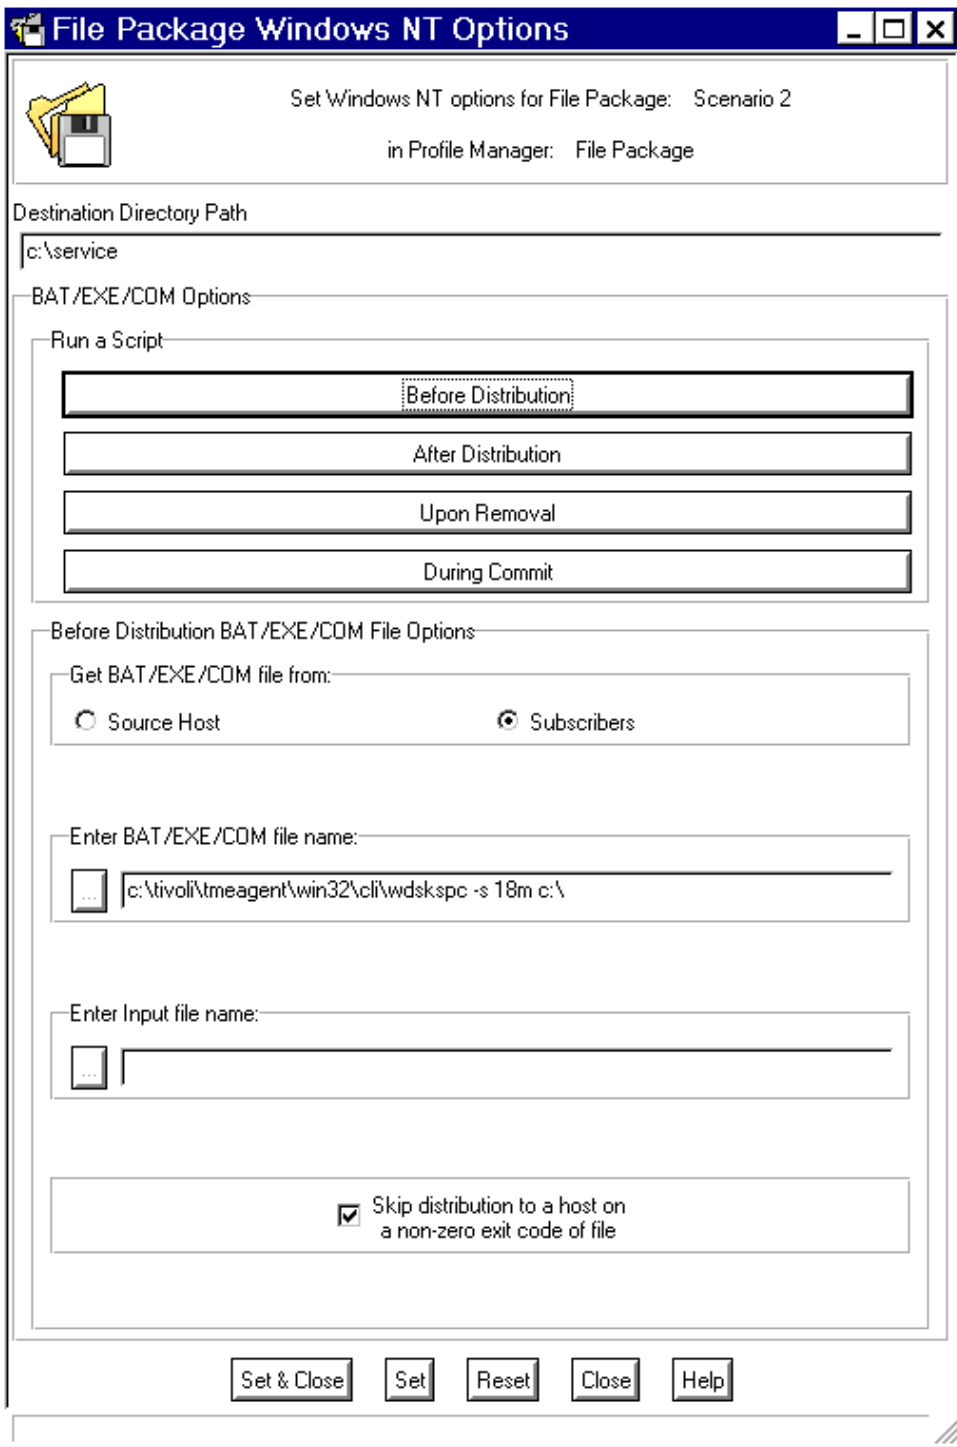 File Package Windows NT Options
Set Windows NT options for File Package: Scenario 2
in Profile Manager: File Package
Destination Directory Path
c:\service
BAT/EXE/COM Options
Run a Script
Before Distribution
After Distribution
Upon Removal
During Commit
Before Distribution BAT/EXE/COM File Options
Get BAT/EXE/COM file from:
Source Host Subscribers
Enter BAT/EXE/COM file name:
... c:\tivoli\tmeagent\win32\cli\wdskspc -s 18m c:\
Enter Input file name:
...
Skip distribution to a host on
a non-zero exit code of file
Set & Close Set Reset Close Help